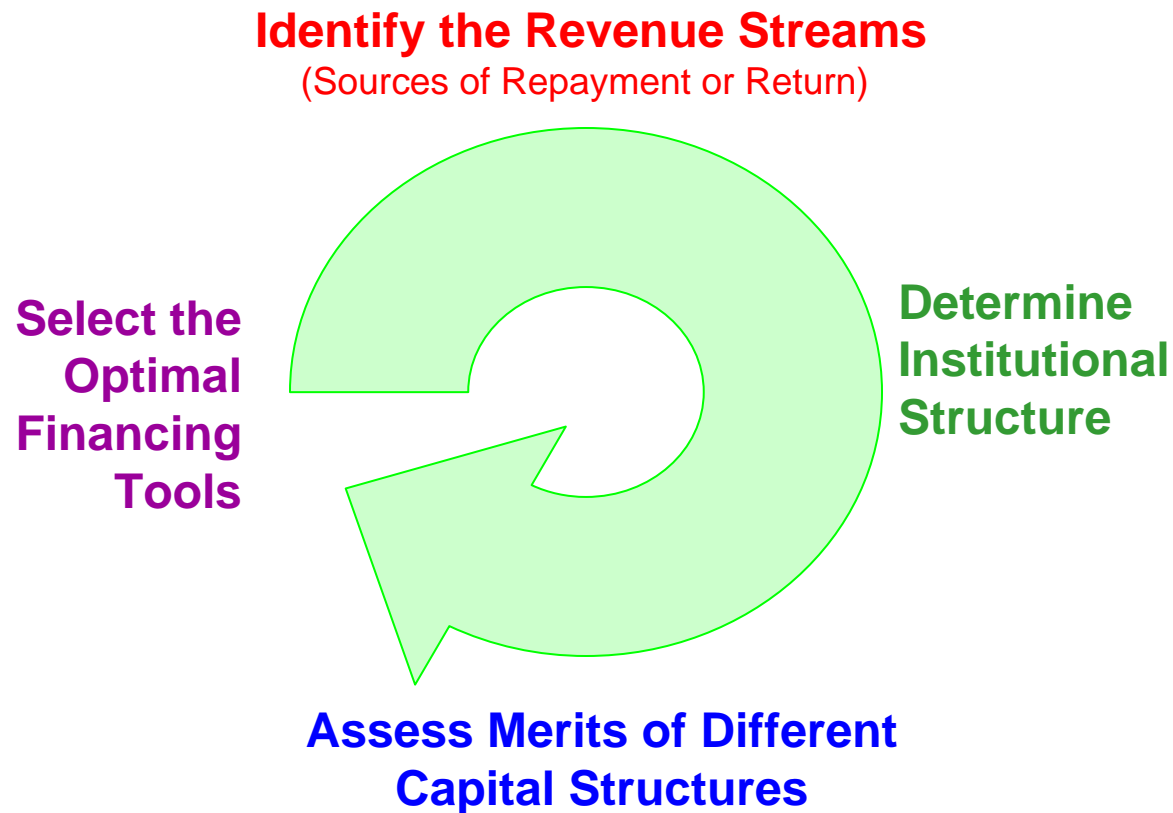 Identify the Revenue Streams
(Sources of Repayment or Return)
Determine
Institutional
Structure
Assess Merits of Different
Capital Structures
Select the
Optimal
Financing
Tools